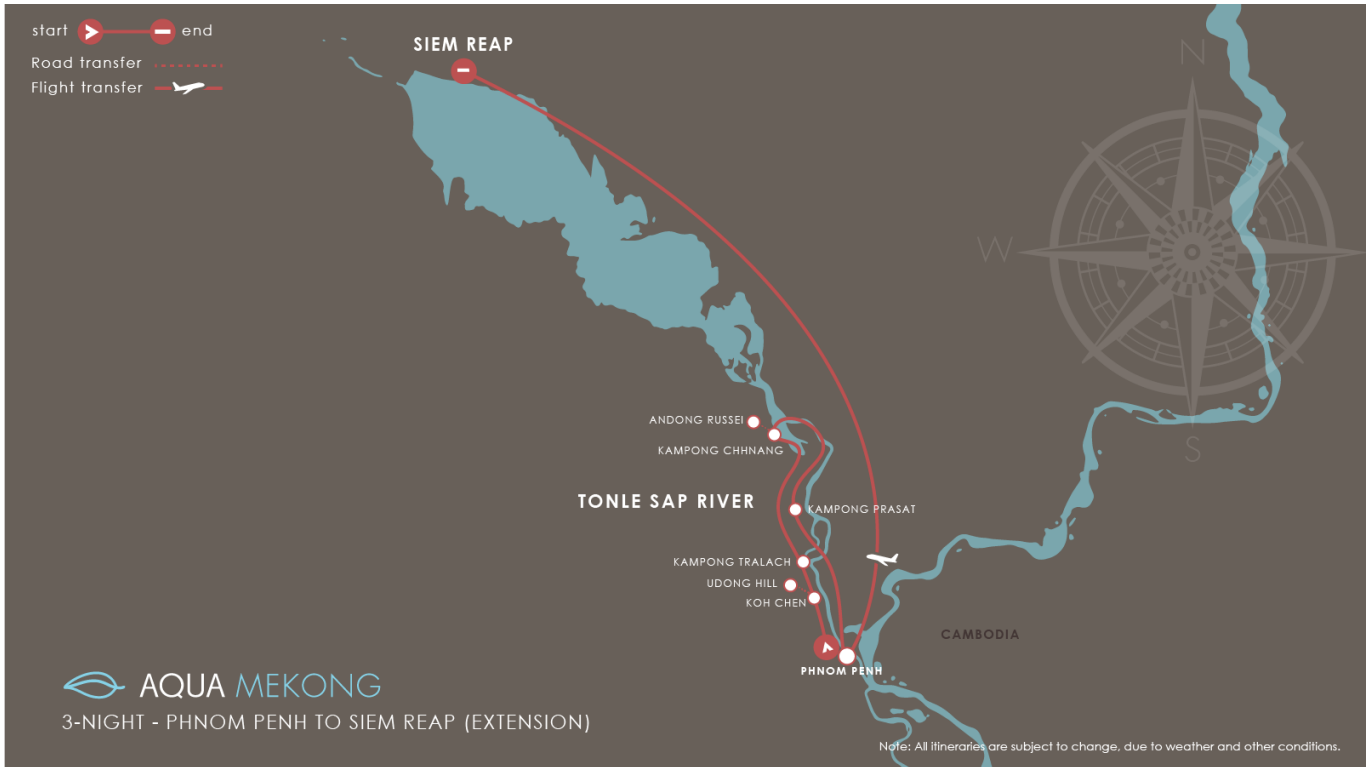 start end
Road transfer
Flight transfer
SIEM REAP
N
W
S
ANDONG RUSSEI
KAMPONG CHHNANG
TONLE SAP RIVER
KAMPONG PRASAT
KAMPONG TRALACH
UDONG HILL
KOH CHEN
CAMBODIA
PHNOM PENH
AQUA MEKONG
3-NIGHT - PHNOM PENH TO SIEM REAP (EXTENSION)
Note: All itineraries are subject to change, due to weather and other conditions.